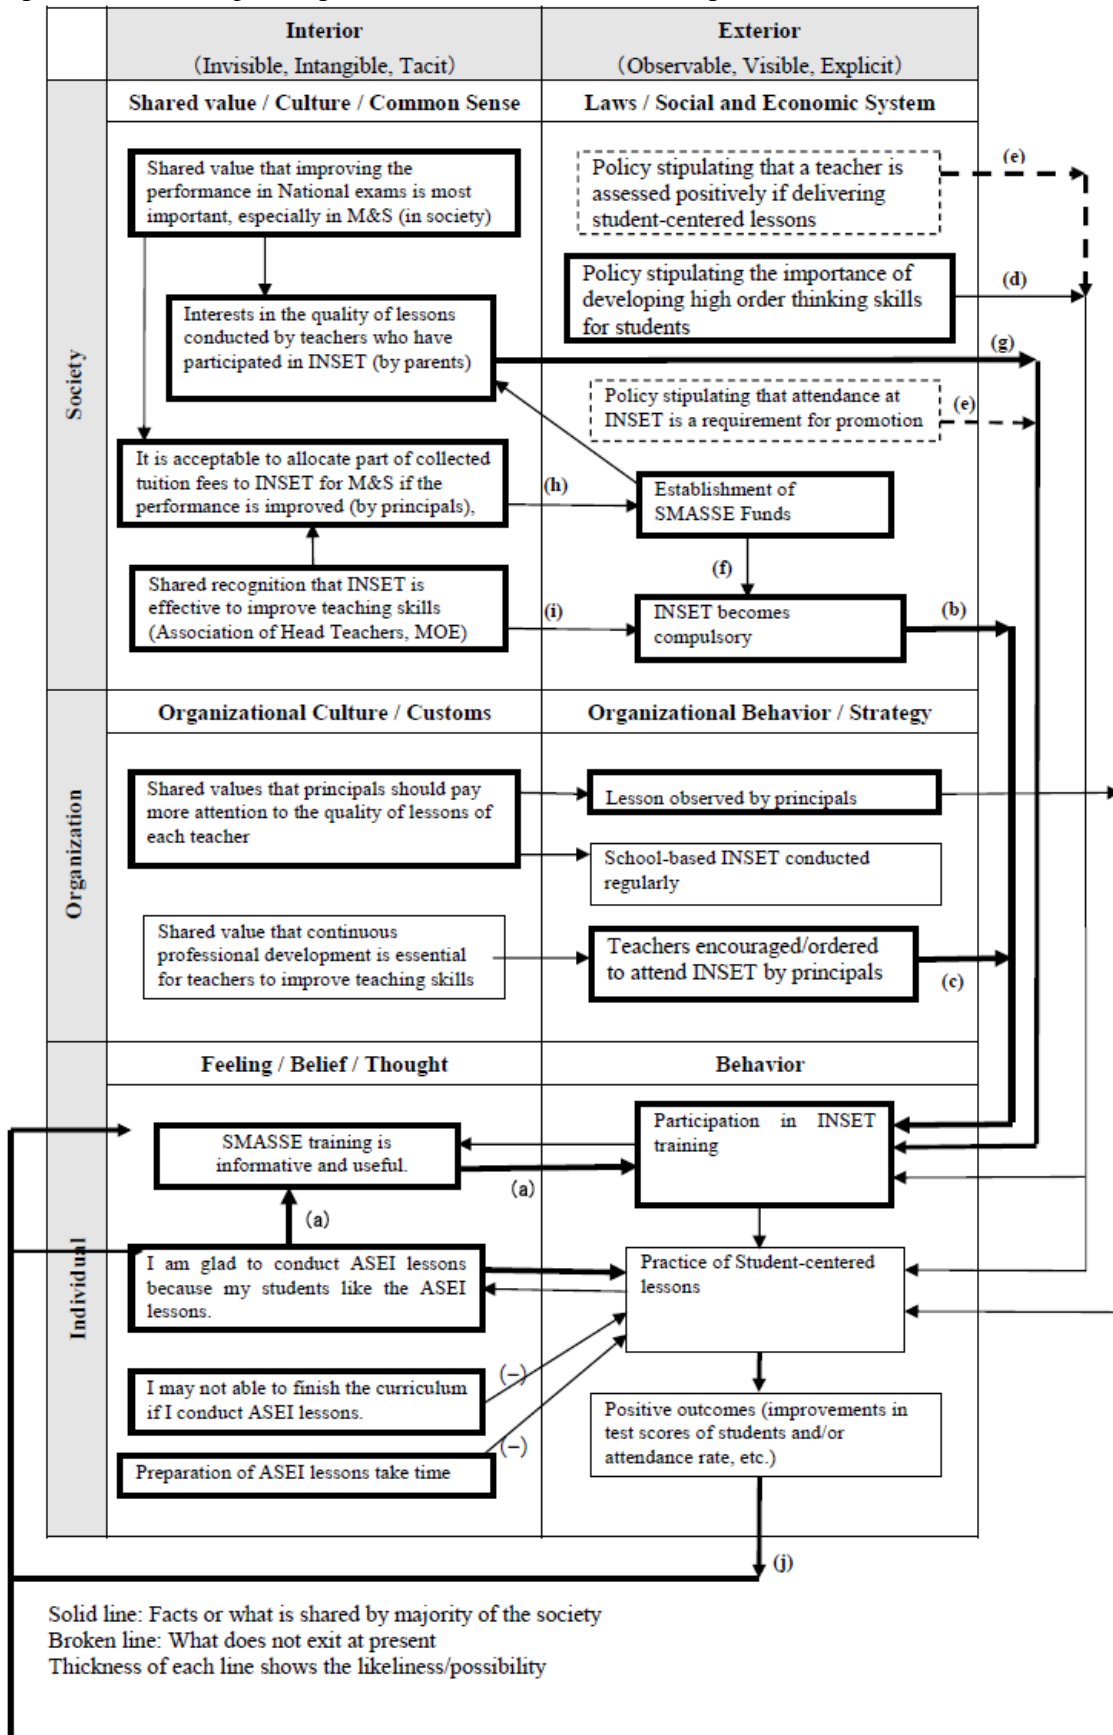 Interior
(Invisible, Intangible, Tacit)
Exterior
(Observable, Visible, Explicit)
Society
Shared value / Culture / Common Sense
Laws / Social and Economic System
Shared value that improving the
performance in National exams is most
important, especially in M&S (in society)
Policy stipulating that a teacher is
assessed positively if delivering
student-centered lessons
(e)
Policy stipulating the importance of
developing high order thinking skills
for students
(d)
Interests in the quality of lessons
conducted by teachers who have
participated in INSET (by parents)
(g)
Policy stipulating that attendance at
INSET is a requirement for promotion
(e)
It is acceptable to allocate part of collected
tuition fees to INSET for M&S if the
performance is improved (by principals),
(h)
Establishment of
SMASSE Funds
(f)
Shared recognition that INSET is
effective to improve teaching skills
(Association of Head Teachers, MOE)
(i)
INSET becomes
compulsory
(b)
Organization
Organizational Culture / Customs
Organizational Behavior / Strategy
Shared values that principals should pay
more attention to the quality of lessons of
each teacher
Lesson observed by principals
School-based INSET conducted
regularly
Shared value that continuous
professional development is essential
for teachers to improve teaching skills
Teachers encouraged/ordered
to attend INSET by principals
(c)
Individual
Feeling / Belief / Thought
Behavior
SMASSE training is
informative and useful.
Participation in INSET
training
(a)
(a)
I am glad to conduct ASEI lessons
because my students like the ASEI
lessons.
Practice of Student-centered
lessons
(−)
I may not able to finish the curriculum
if I conduct ASEI lessons.
(−)
Preparation of ASEI lessons take time
Positive outcomes (improvements in
test scores of students and/or
attendance rate, etc.)
(j)
Solid line: Facts or what is shared by majority of the society
Broken line: What does not exit at present
Thickness of each line shows the likeliness/possibility